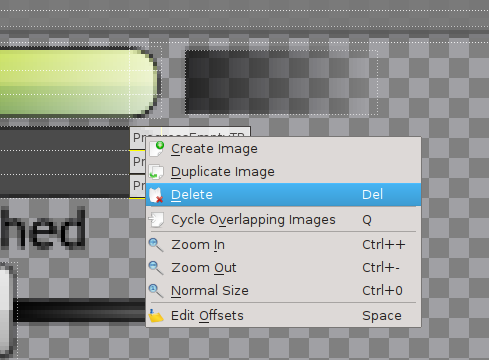 ProgressEmptyTR
Pr
Pr
Create Image
Duplicate Image
Delete Del
Cycle Overlapping Images Q
hed
Zoom In Ctrl++
Zoom Out Ctrl+-
Normal Size Ctrl+0
Edit Offsets Space